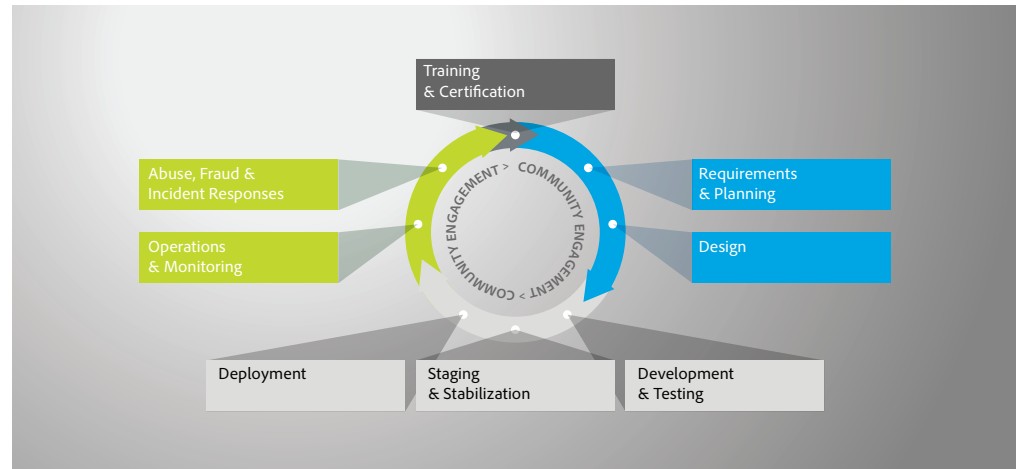 Training
& Certification
Abuse, Fraud &
Incident Responses
Requirements
& Planning
Operations
& Monitoring
Design
COMMUNITY ENGAGEMENT > COMMUNITY ENGAGEMENT > COMMUNITY ENGAGEMENT >
Deployment
Staging
& Stabilization
Development
& Testing